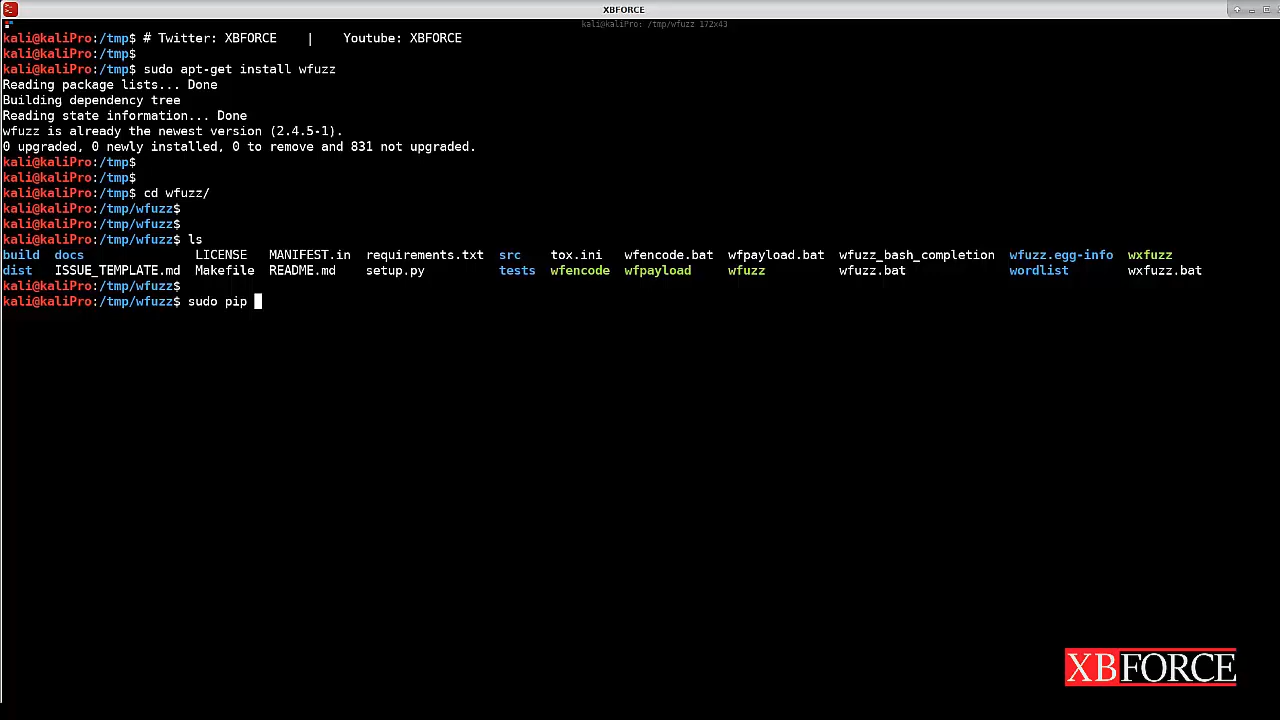 XBFORCE
kali@kaliPro: /tmp/wfuzz 172x43
kali@kaliPro:/tmp$ # Twitter: XBFORCE    |    Youtube: XBFORCE
kali@kaliPro:/tmp$
kali@kaliPro:/tmp$ sudo apt-get install wfuzz
Reading package lists... Done
Building dependency tree
Reading state information... Done
wfuzz is already the newest version (2.4.5-1).
0 upgraded, 0 newly installed, 0 to remove and 831 not upgraded.
kali@kaliPro:/tmp$
kali@kaliPro:/tmp$
kali@kaliPro:/tmp$ cd wfuzz/
kali@kaliPro:/tmp/wfuzz$
kali@kaliPro:/tmp/wfuzz$
kali@kaliPro:/tmp/wfuzz$ ls
build  docs               LICENSE   MANIFEST.in  requirements.txt  src    tox.ini   wfencode.bat  wfpayload.bat  wfuzz_bash_completion  wfuzz.egg-info  wxfuzz
dist   ISSUE_TEMPLATE.md  Makefile  README.md    setup.py          tests  wfencode  wfpayload     wfuzz          wfuzz.bat              wordlist        wxfuzz.bat
kali@kaliPro:/tmp/wfuzz$
kali@kaliPro:/tmp/wfuzz$ sudo pip
XBFORCE